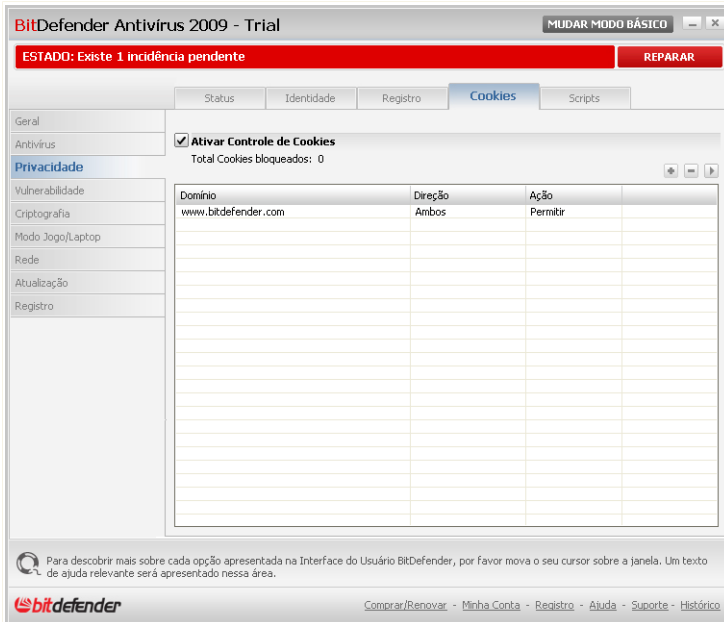 BitDefender Antivírus 2009 - Trial
MUDAR MODO BÁSICO
ESTADO: Existe 1 incidência pendente
REPARAR
Status Identidade Registro Cookies Scripts
Geral
Antivírus
Privacidade
Vulnerabilidade
Criptografia
Modo Jogo/Laptop
Rede
Atualização
Registro
Ativar Controle de Cookies
Total Cookies bloqueados: 0
Domínio Direção Ação
www.bitdefender.com Ambos Permitir
Para descobrir mais sobre cada opção apresentada na Interface do Usuário BitDefender, por favor mova o seu cursor sobre a janela. Um texto
de ajuda relevante será apresentado nessa área.
bitdefender
Comprar/Renovar - Minha Conta - Registro - Ajuda - Suporte - Histórico